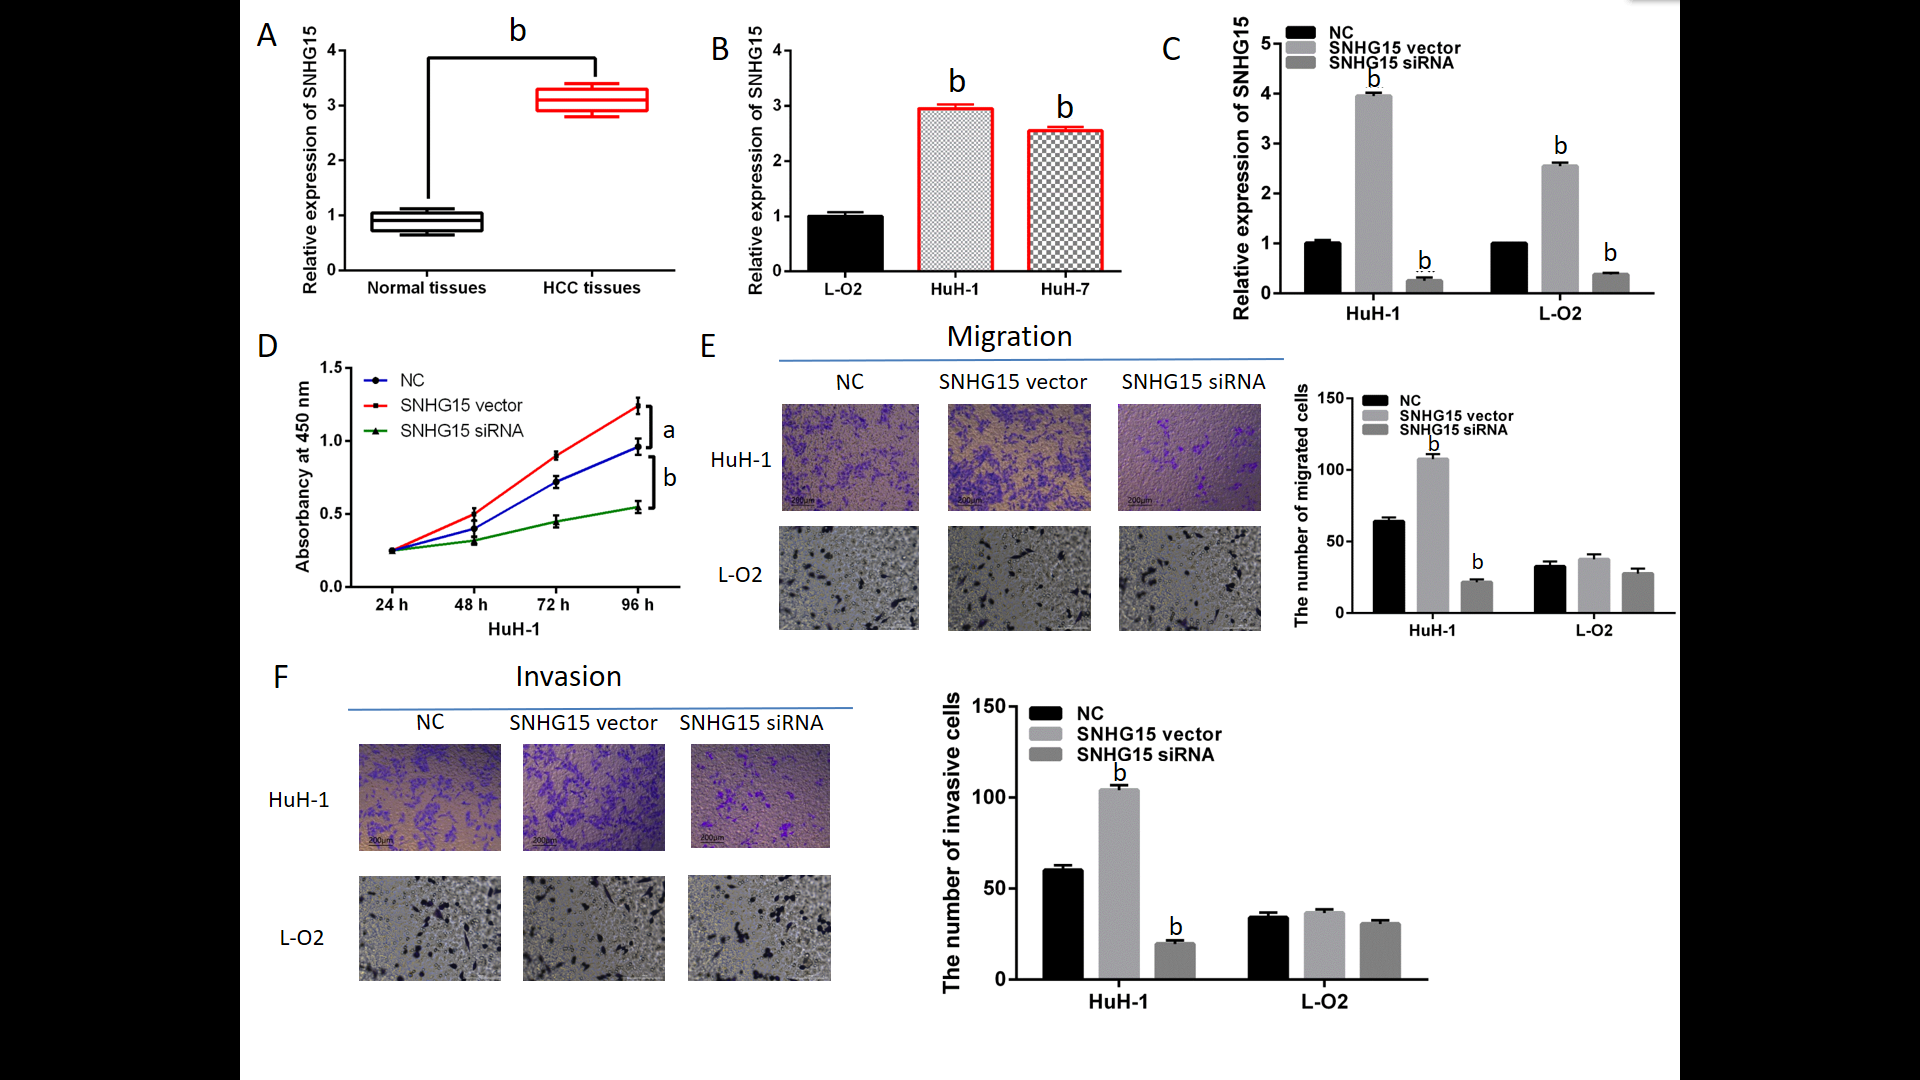 A
b
Relative expression of SNHG15
4
3
2
1
0
Normal tissues
HCC tissues
B
Relative expression of SNHG15
4
3
2
1
0
b
b
L-O2
HuH-1
HuH-7
C
NC
SNHG15 vector
SNHG15 siRNA
Relative expression of SNHG15
5
4
3
2
1
0
b
b
b
b
HuH-1
L-O2
D
Absorbancy at 450 nm
1.5
1.0
0.5
0.0
NC
SNHG15 vector
SNHG15 siRNA
a
b
24 h
48 h
72 h
96 h
HuH-1
E
Migration
NC
SNHG15 vector
SNHG15 siRNA
HuH-1
200μm
200μm
200μm
L-O2
The number of migrated cells
150
100
50
0
NC
SNHG15 vector
SNHG15 siRNA
b
b
HuH-1
L-O2
F
Invasion
NC
SNHG15 vector
SNHG15 siRNA
HuH-1
200μm
200μm
200μm
L-O2
The number of invasive cells
150
100
50
0
NC
SNHG15 vector
SNHG15 siRNA
b
b
HuH-1
L-O2